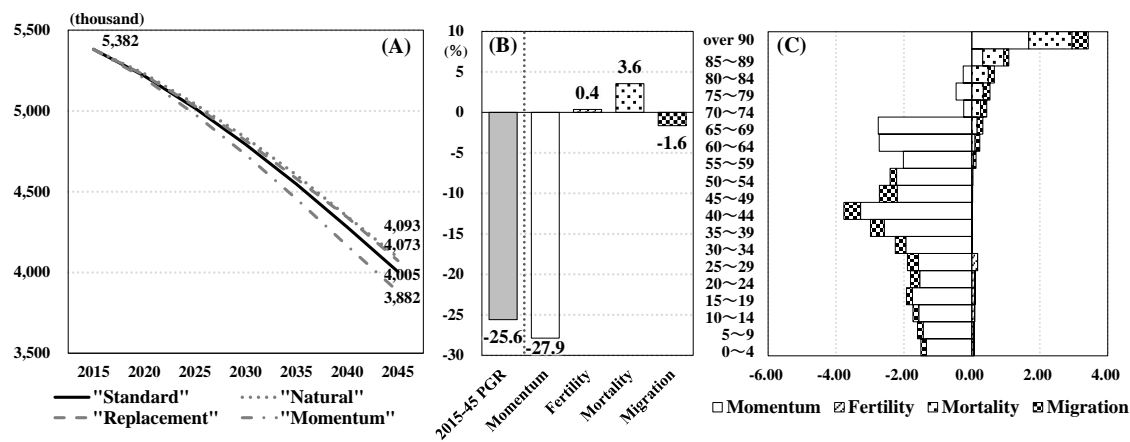 (thousand)
5,500
5,000
4,500
4,000
3,500
5,382
(A)
4,093
4,073
4,005
3,882
2015 2020 2025 2030 2035 2040 2045
"Standard" "Natural"
"Replacement" "Momentum"
10
(%)
5
0
-5
-10
-15
-20
-25
-30
(B)
3.6
0.4
-1.6
-25.6
-27.9
2015-45 PGR
Momentum
Fertility
Mortality
Migration
(C)
over 90
85～89
80～84
75～79
70～74
65～69
60～64
55～59
50～54
45～49
40～44
35～39
30～34
25～29
20～24
15～19
10～14
5～9
0～4
-6.00 -4.00 -2.00 0.00 2.00 4.00
Momentum Fertility Mortality Migration